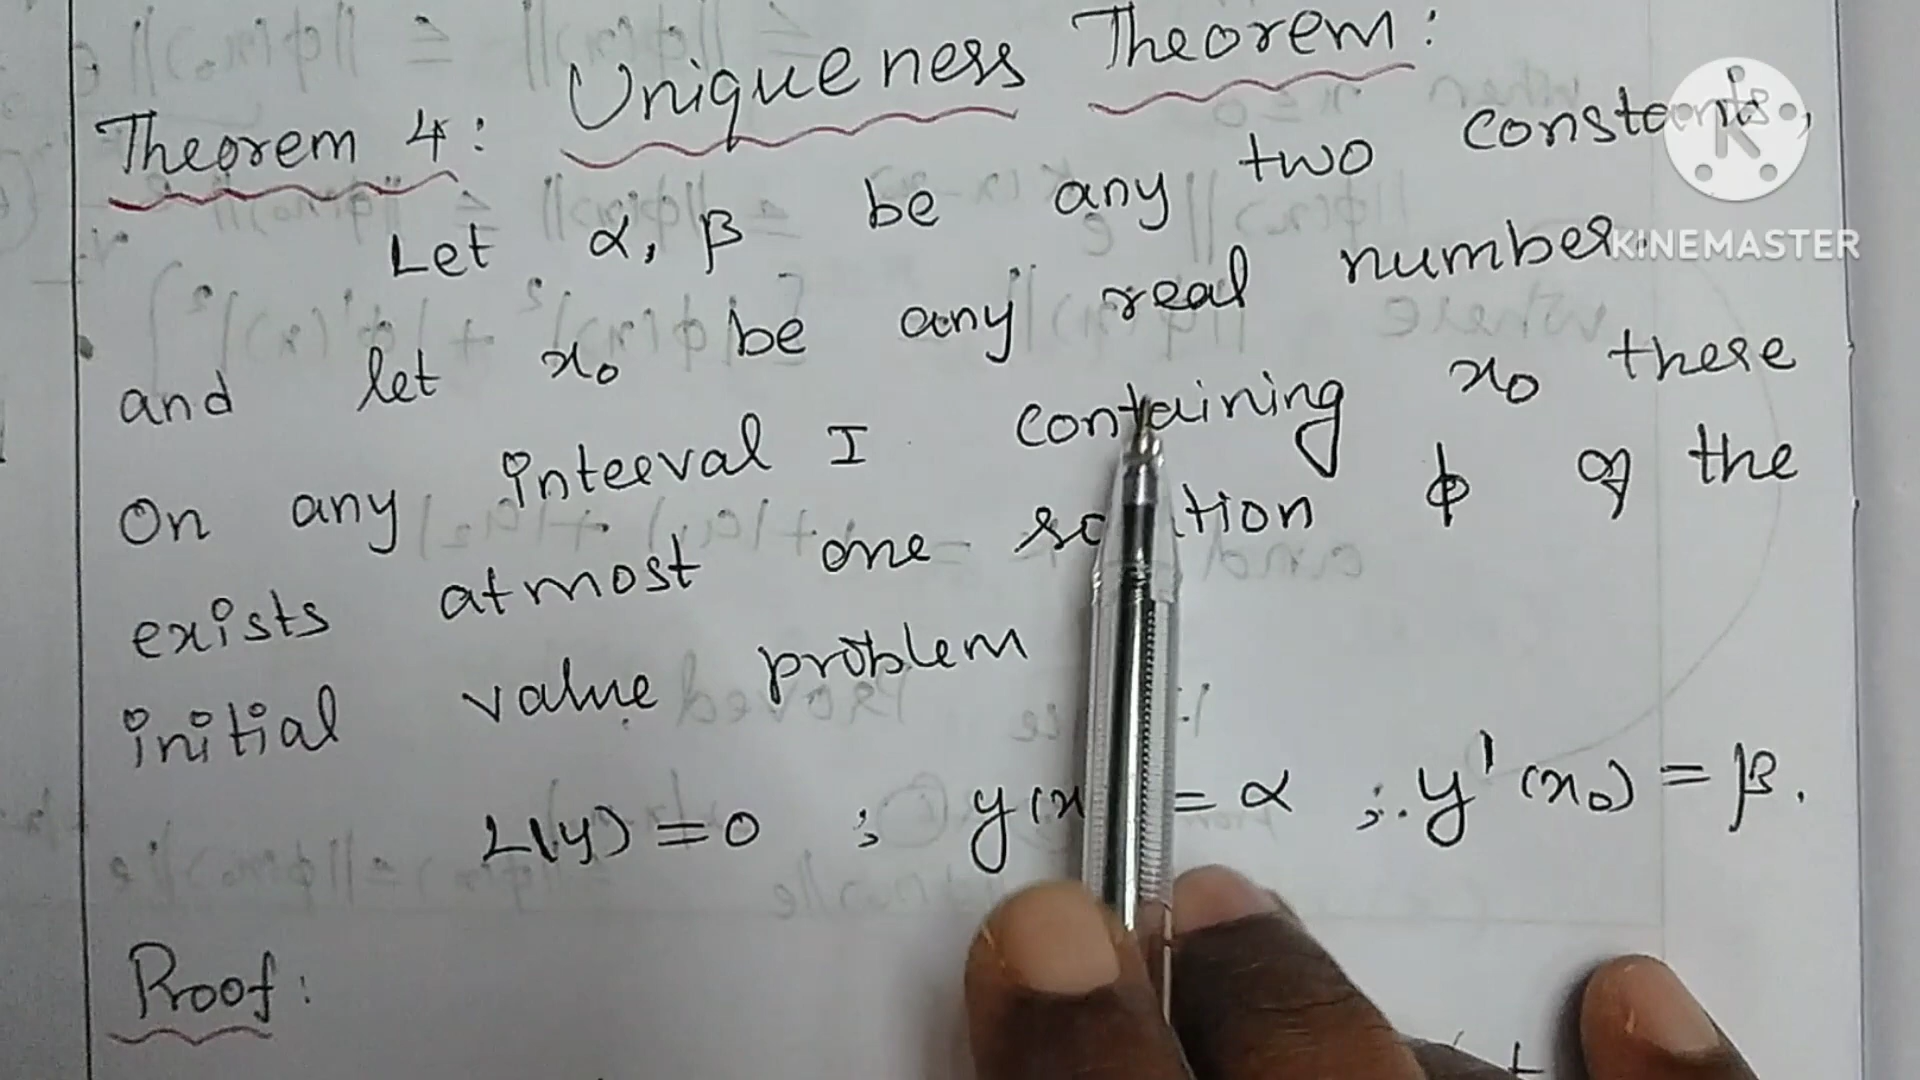 Theorem 4: Uniqueness Theorem:
Let α, β be any two constants,
and let x₀ be any real number.
On any interval I containing x₀ there
exists atmost one solution ϕ of the
initial value problem
L(y) = 0 ; y(x = α ; y'(x₀) = β.
Proof:
KINEMASTER